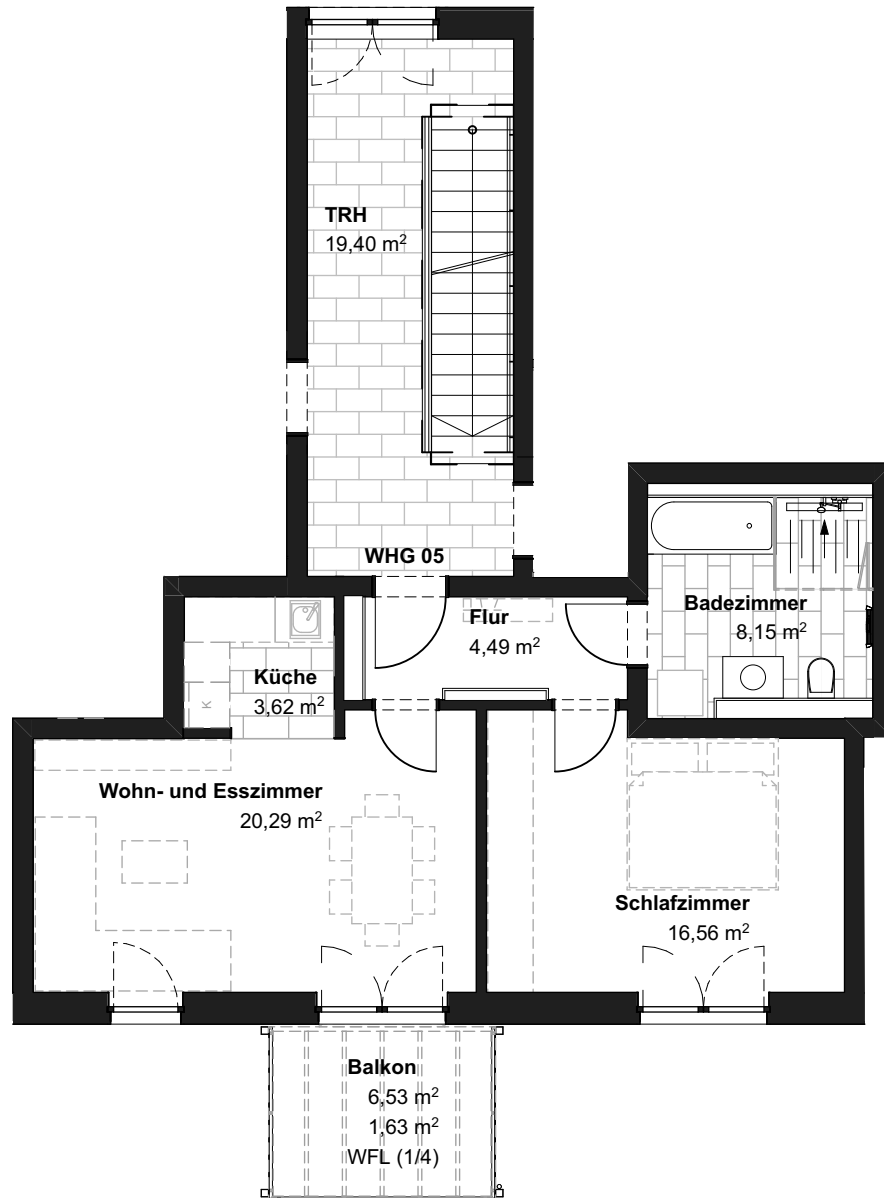 TRH
19,40 m²
WHG 05
Flur
4,49 m²
Badezimmer
8,15 m²
Küche
3,62 m²
K
Wohn- und Esszimmer
20,29 m²
Schlafzimmer
16,56 m²
Balkon
6,53 m²
1,63 m²
WFL (1/4)